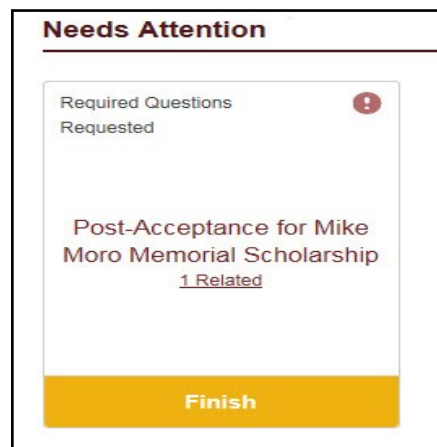 Needs Attention
Required Questions
Requested
Post-Acceptance for Mike
Moro Memorial Scholarship
1 Related
Finish